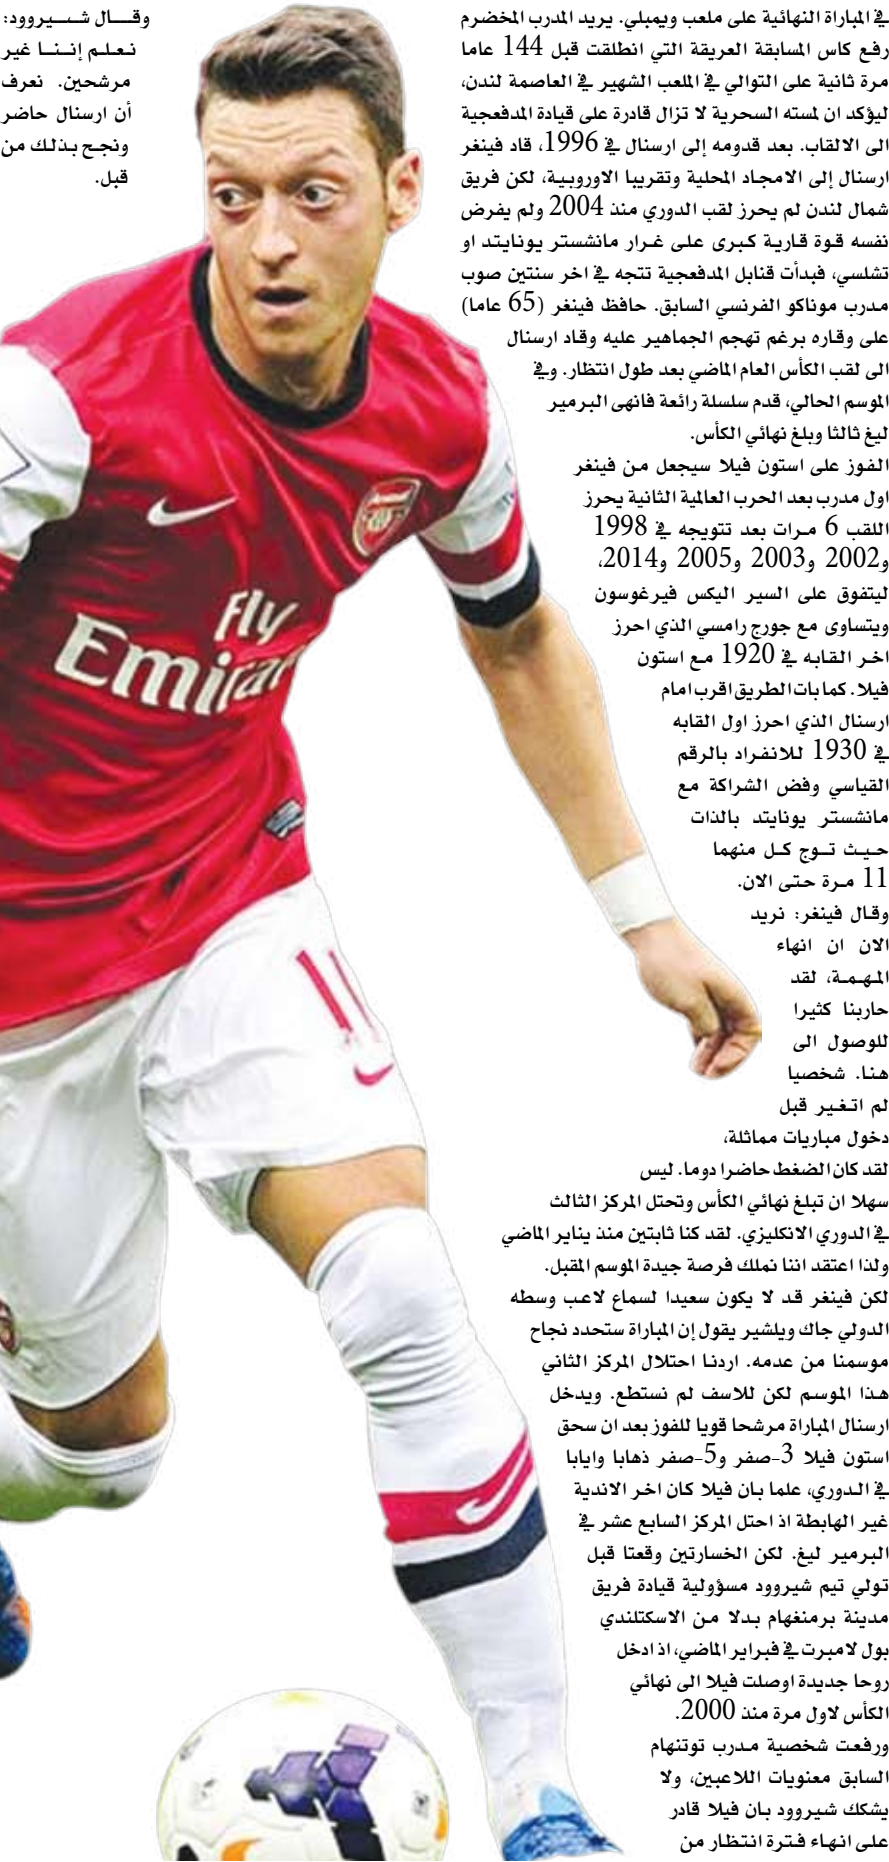 في المباراة النهائية على ملعب ويمبلي. يريد المدرب المخضرم
رفع كاس المسابقة العريقة التي انطلقت قبل 144 عاما
مرة ثانية على التوالي في الملعب الشهير في العاصمة لندن،
ليؤكد ان لمسته السحرية لا تزال قادرة على قيادة المدفعجية
الى الالقاب. بعد قدومه إلى ارسنال في 1996، قاد فينغر
ارسنال إلى الامجاد المحلية وتقريبا الاوروبية، لكن فريق
شمال لندن لم يحرز لقب الدوري منذ 2004 ولم يفرض
نفسه قوة قارية كبرى على غرار مانشستر يونايتد او
تشلسي، فبدأت قنابل المدفعجية تتجه في اخر سنتين صوب
مدرب موناكو الفرنسي السابق. حافظ فينغر (65 عاما)
على وقاره برغم تهجم الجماهير عليه وقاد ارسنال
الى لقب الكأس العام الماضي بعد طول انتظار. وفي
الموسم الحالي، قدم سلسلة رائعة فانهى البرمير
ليغ ثالثا وبلغ نهائي الكأس.
الفوز على استون فيلا سيجعل من فينغر
اول مدرب بعد الحرب العالمية الثانية يحرز
اللقب 6 مرات بعد تتويجه في 1998
و2002 و2003 و2005 و2014،
ليتفوق على السير اليكس فيرغوسون
ويتساوى مع جورج رامسي الذي احرز
اخر القابه في 1920 مع استون
فيلا. كما بات الطريق اقرب امام
ارسنال الذي احرز اول القابه
في 1930 للانفراد بالرقم
القياسي وفض الشراكة مع
مانشستر يونايتد بالذات
حيث توج كل منهما
11 مرة حتى الان.
وقال فينغر: نريد
الان ان انهاء
المهمة، لقد
حاربنا كثيرا
للوصول الى
هنا. شخصيا
لم اتغير قبل
دخول مباريات مماثلة،
لقد كان الضغط حاضرا دوما. ليس
سهلا ان تبلغ نهائي الكأس وتحتل المركز الثالث
في الدوري الانكليزي. لقد كنا ثابتين منذ يناير الماضي
ولذا اعتقد اننا نملك فرصة جيدة الموسم المقبل.
لكن فينغر قد لا يكون سعيدا لسماع لاعب وسطه
الدولي جاك ويلشير يقول إن المباراة ستحدد نجاح
موسمنا من عدمه. اردنا احتلال المركز الثاني
هذا الموسم لكن للاسف لم نستطع. ويدخل
ارسنال المباراة مرشحا قويا للفوز بعد ان سحق
استون فيلا 3-صفر و5-صفر ذهابا وايابا
في الدوري، علما بان فيلا كان اخر الاندية
غير الهابطة اذ احتل المركز السابع عشر في
البرمير ليغ. لكن الخسارتين وقعتا قبل
تولي تيم شيروود مسؤولية قيادة فريق
مدينة برمنغهام بدلا من الاسكتلندي
بول لامبرت في فبراير الماضي، اذ ادخل
روحا جديدة اوصلت فيلا الى نهائي
الكأس لاول مرة منذ 2000.
ورفعت شخصية مدرب توتنهام
السابق معنويات اللاعبين، ولا
يشكك شيروود بان فيلا قادر
على انهاء فترة انتظار من
وقال شيروود:
نعلم إننا غير
مرشحين. نعرف
أن ارسنال حاضر
ونجح بذلك من
قبل.
Fly
Emirat
11